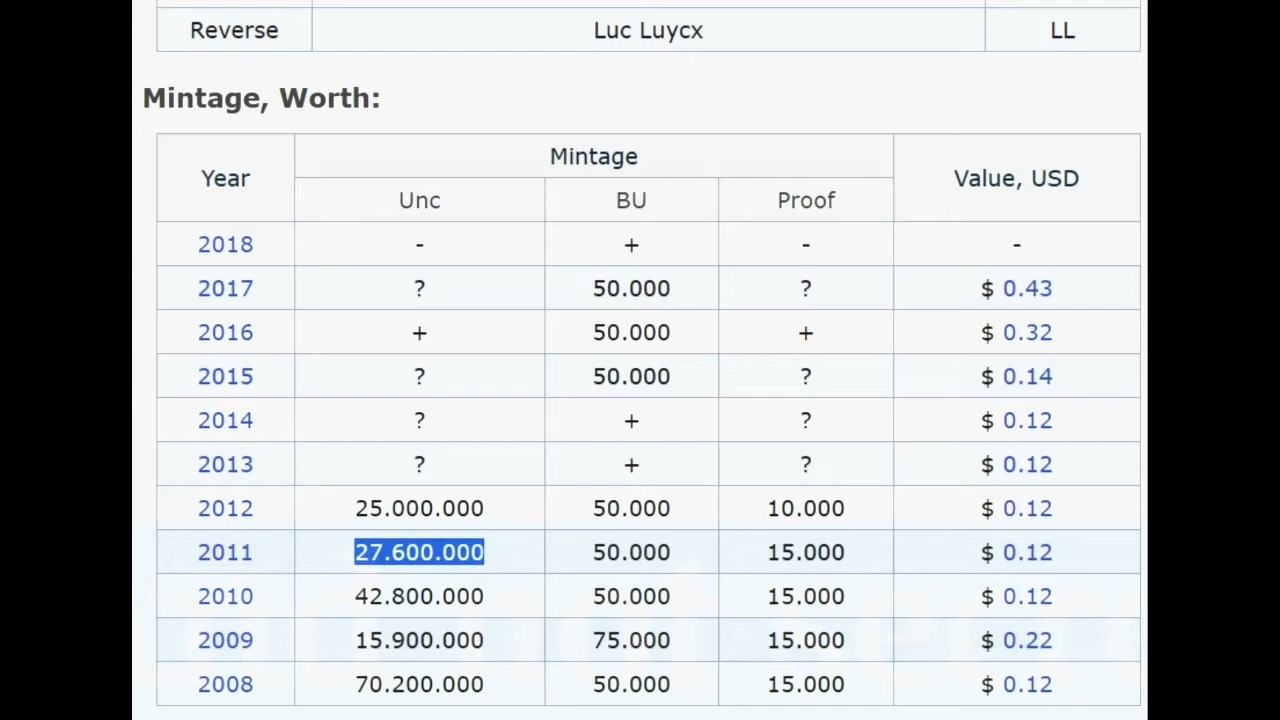 Reverse Luc Luycx LL
Mintage, Worth:
Year Mintage Value, USD
Unc BU Proof
2018 - + - -
2017 ? 50.000 ? $ 0.43
2016 + 50.000 + $ 0.32
2015 ? 50.000 ? $ 0.14
2014 ? + ? $ 0.12
2013 ? + ? $ 0.12
2012 25.000.000 50.000 10.000 $ 0.12
2011 27.600.000 50.000 15.000 $ 0.12
2010 42.800.000 50.000 15.000 $ 0.12
2009 15.900.000 75.000 15.000 $ 0.22
2008 70.200.000 50.000 15.000 $ 0.12